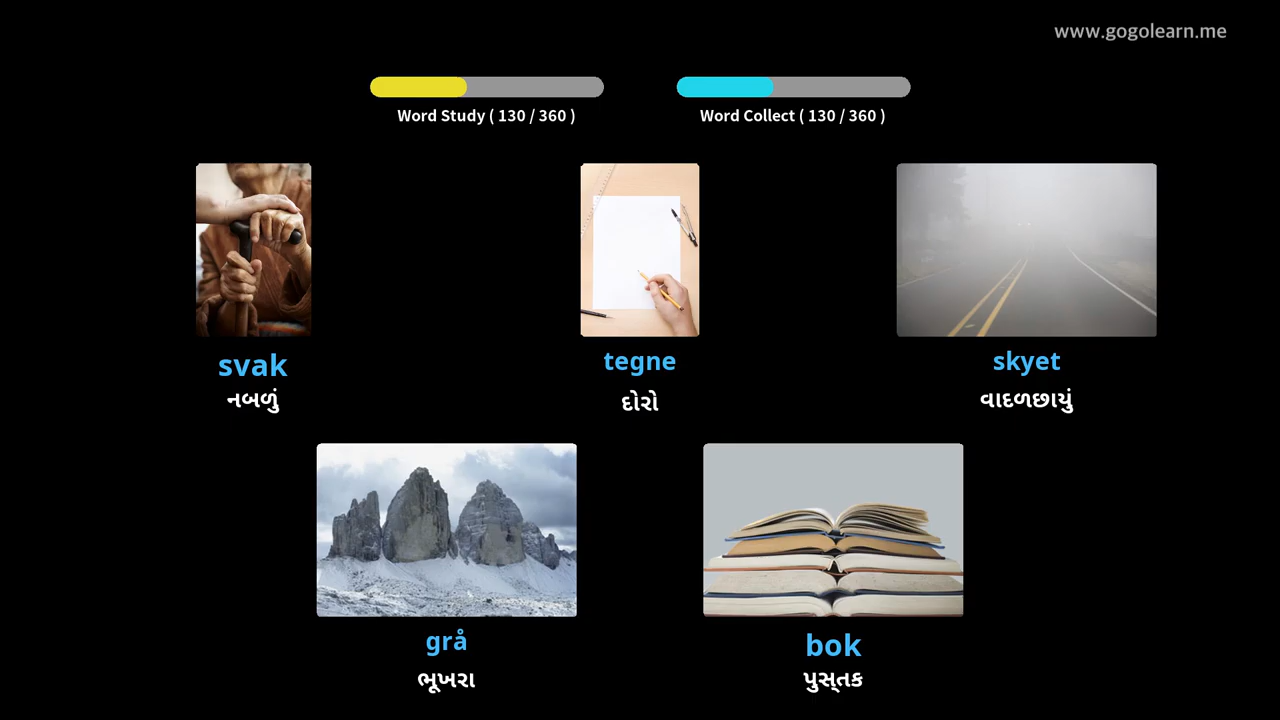 www.gogolearn.me
Word Study ( 130 / 360 )
Word Collect ( 130 / 360 )
svak
નબળું
tegne
દોરો
skyet
વાદળછાયું
grå
ભૂખરા
bok
પુસ્તક